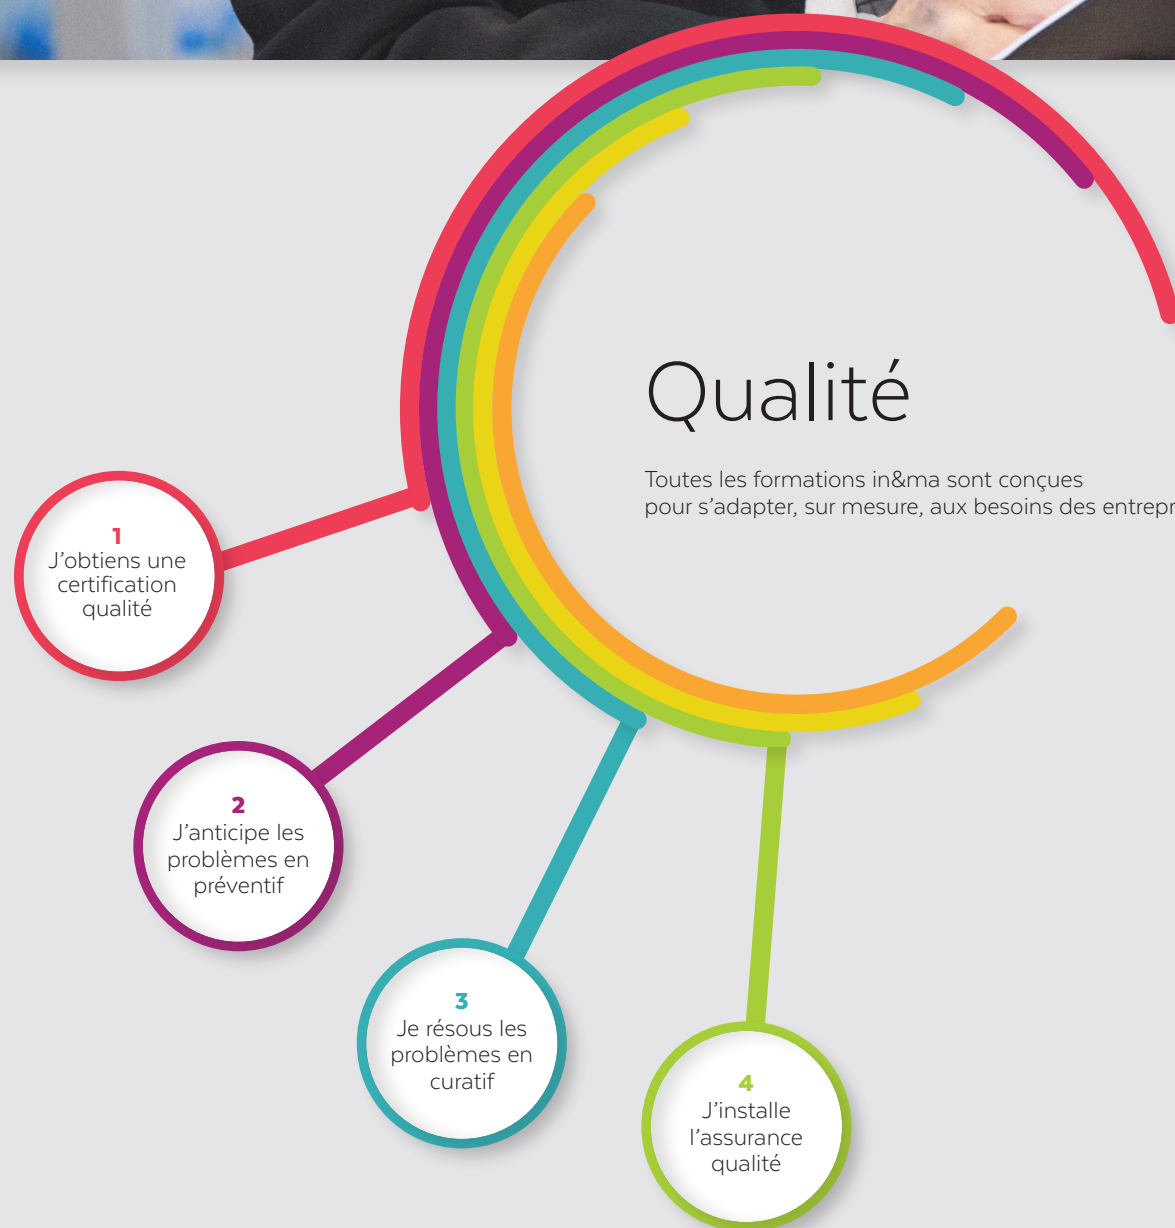 Qualité
Toutes les formations in&ma sont conçues
pour s’adapter, sur mesure, aux besoins des
1
J’obtiens une
certification
qualité
2
J’anticipe les
problèmes en
préventif
3
Je résous les
problèmes en
curatif
4
J’installe
l’assurance
qualité